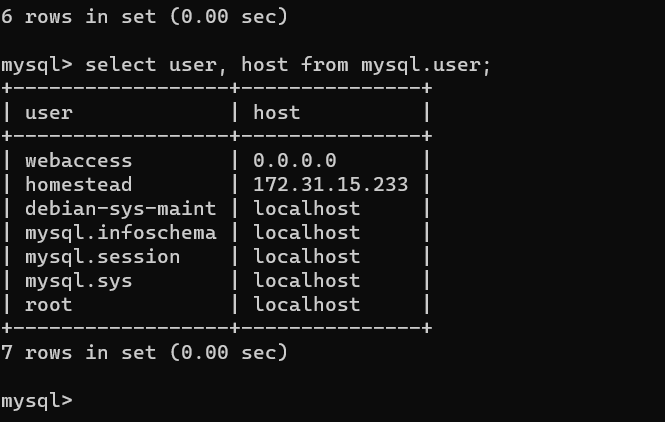 6 rows in set (0.00 sec)
mysql> select user, host from mysql.user;
+------------------+---------------+
| user             | host          |
+------------------+---------------+
| webaccess        | 0.0.0.0       |
| homestead        | 172.31.15.233 |
| debian-sys-maint | localhost     |
| mysql.infoschema | localhost     |
| mysql.session    | localhost     |
| mysql.sys        | localhost     |
| root             | localhost     |
+------------------+---------------+
7 rows in set (0.00 sec)
mysql>